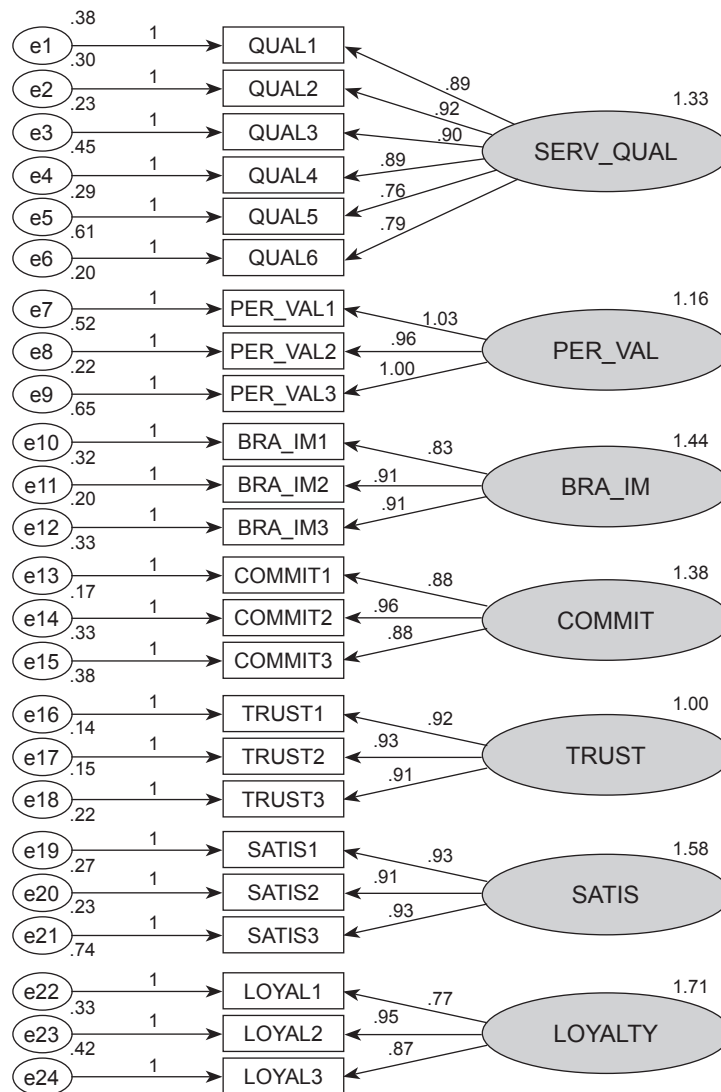 .38
e1 1 QUAL1
.30 .89 1.33
e2 1 QUAL2
.23 .92
e3 1 QUAL3 .90 SERV_QUAL
.45
e4 1 QUAL4 .89
.29
e5 1 QUAL5 .76
.61
e6 1 QUAL6 .79
.20
e7 1 PER_VAL1 1.03 1.16
.52
e8 1 PER_VAL2 .96 PER_VAL
.22
e9 1 PER_VAL3 1.00
.65
e10 1 BRA_IM1 .83 1.44
.32
e11 1 BRA_IM2 .91 BRA_IM
.20
e12 1 BRA_IM3 .91
.33
e13 1 COMMIT1 .88 1.38
.17
e14 1 COMMIT2 .96 COMMIT
.33
e15 1 COMMIT3 .88
.38
e16 1 TRUST1 .92 1.00
.14
e17 1 TRUST2 .93 TRUST
.15
e18 1 TRUST3 .91
.22
e19 1 SATIS1 .93 1.58
.27
e20 1 SATIS2 .91 SATIS
.23
e21 1 SATIS3 .93
.74
e22 1 LOYAL1 .77 1.71
.33
e23 1 LOYAL2 .95 LOYALTY
.42
e24 1 LOYAL3 .87